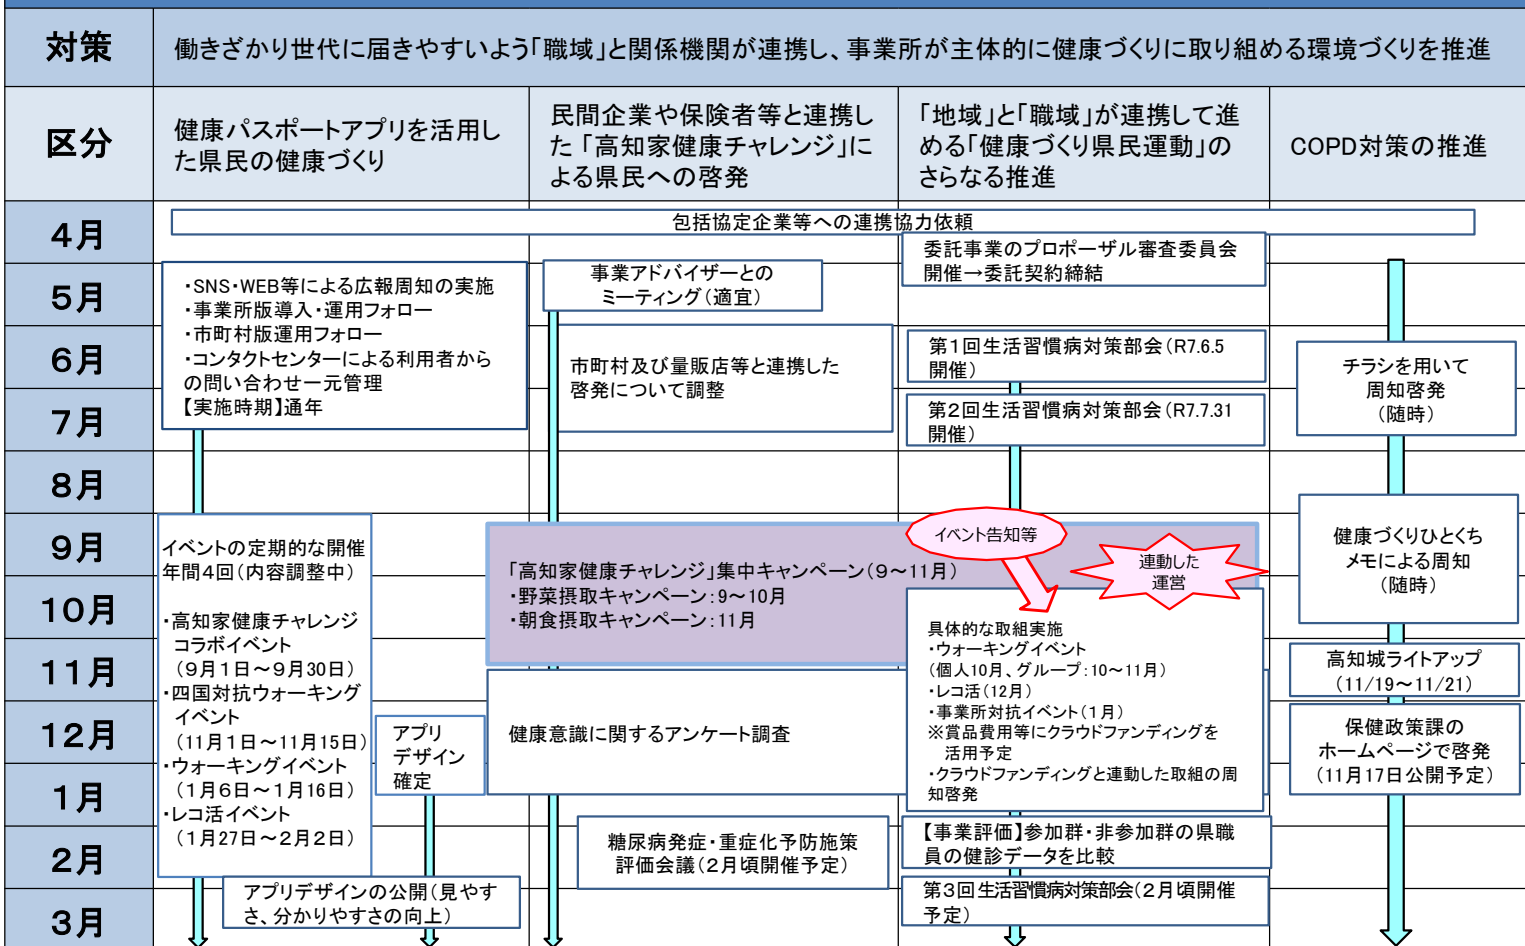 対策
働きざかり世代に届きやすいよう「職域」と関係機関が連携し、事業所が主体的に健康づくりに取り組める環境づくりを推進
区分
健康パスポートアプリを活用し
た県民の健康づくり
民間企業や保険者等と連携し
た「高知家健康チャレンジ」に
よる県民への啓発
「地域」と「職域」が連携して進
める「健康づくり県民運動」の
さらなる推進
COPD対策の推進
4月
5月
6月
7月
8月
9月
10月
11月
12月
1月
2月
3月
包括協定企業等への連携協力依頼
・SNS・WEB等による広報周知の実施
・事業所版導入・運用フォロー
・市町村版運用フォロー
・コンタクトセンターによる利用者から
の問い合わせ一元管理
【実施時期】通年
イベントの定期的な開催
年間4回(内容調整中)
・高知家健康チャレンジ
コラボイベント
(9月1日~9月30日)
・四国対抗ウォーキング
イベント
(11月1日~11月15日)
・ウォーキングイベント
(1月6日~1月16日)
・レコ活イベント
(1月27日~2月2日)
アプリ
デザイン
確定
アプリデザインの公開(見やす
さ、分かりやすさの向上)
事業アドバイザーとの
ミーティング(適宜)
市町村及び量販店等と連携した
啓発について調整
「高知家健康チャレンジ」集中キャンペーン(9~11月)
・野菜摂取キャンペーン:9~10月
・朝食摂取キャンペーン:11月
健康意識に関するアンケート調査
糖尿病発症・重症化予防施策
評価会議(2月頃開催予定)
委託事業のプロポーザル審査委員会
開催→委託契約締結
第1回生活習慣病対策部会(R7.6.5
開催)
第2回生活習慣病対策部会(R7.7.31
開催)
イベント告知等
連動した
運営
具体的な取組実施
・ウォーキングイベント
(個人10月、グループ:10~11月)
・レコ活(12月)
・事業所対抗イベント(1月)
※賞品費用等にクラウドファンディングを
活用予定
・クラウドファンディングと連動した取組の周
知啓発
【事業評価】参加群・非参加群の県職
員の健診データを比較
第3回生活習慣病対策部会(2月頃開催
予定)
チラシを用いて
周知啓発
(随時)
健康づくりひとくち
メモによる周知
(随時)
高知城ライトアップ
(11/19~11/21)
保健政策課の
ホームページで啓発
(11月17日公開予定)